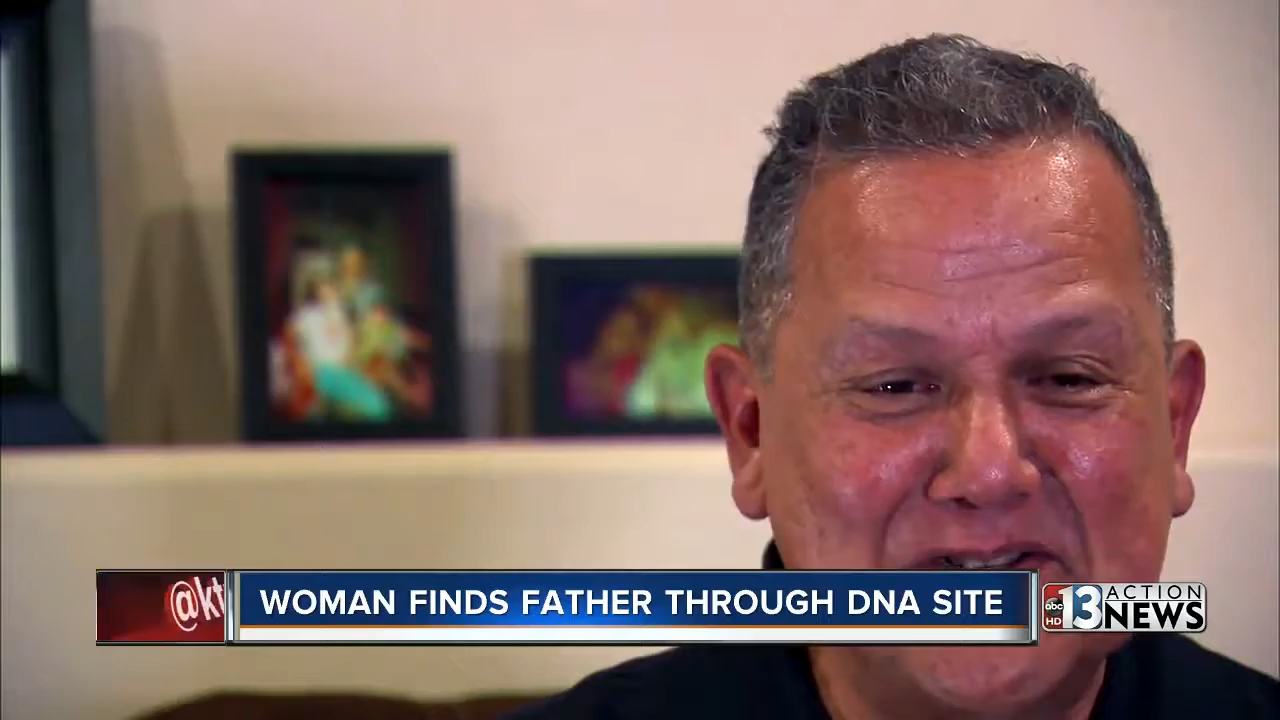 @kt
WOMAN FINDS FATHER THROUGH DNA SITE
abc
HD
13
ACTION
NEWS